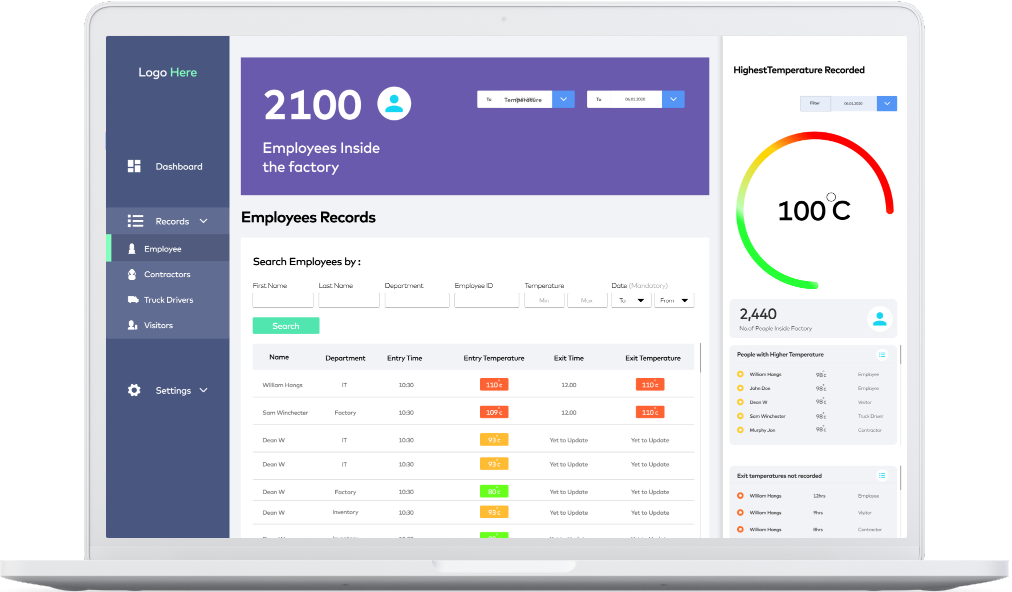 Logo Here
Dashboard
Records
Employee
Contractors
Truck Drivers
Visitors
Settings
2100
Employees Inside
the factory
To Temperature
To 06.01.2020
Employees Records
Search Employees by :
First Name Last Name Department Employee ID Temperature Date (Mandatory)
Min Max To From
Search
Name Department Entry Time Entry Temperature Exit Time Exit Temperature
William Hangs IT 10:30 110°c 12.00 110°c
Sam Winchester Factory 10:30 109°c 12.00 110°c
Dean W IT 10:30 93°c Yet to Update Yet to Update
Dean W IT 10:30 93°c Yet to Update Yet to Update
Dean W Factory 10:30 80°c Yet to Update Yet to Update
Dean W Inventory 10:30 93°c Yet to Update Yet to Update
HighestTemperature Recorded
Filter 06.01.2020
100°C
2,440
No.of People Inside Factory
People with Higher Temperature
William Hangs 98°c Employee
John Doe 98°c Employee
Dean W 98°c Visitor
Sam Winchester 98°c Truck Driver
Murphy Jon 98°c Contractor
Exit temperatures not recorded
William Hangs 12hrs Employee
William Hangs 9hrs Visitor
William Hangs 8hrs Contractor